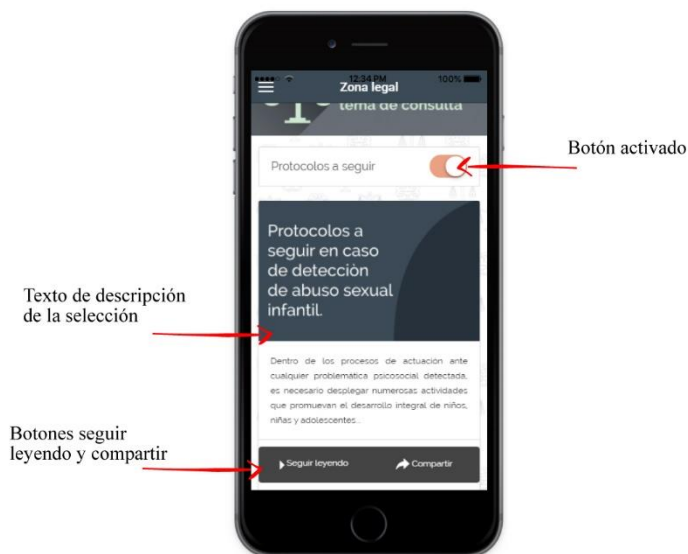 12:34 PM
100%
Zona legal
tema de consulta
Protocolos a seguir
Botón activado
Protocolos a
seguir en caso
de detecciòn
de abuso sexual
infantil.
Texto de descripción
de la selección
Dentro de los procesos de actuación ante
cualquier problemática psicosocial detectada,
es necesario desplegar numerosas actividades
que promuevan el desarrollo integral de niños,
niñas y adolescentes...
Botones seguir
leyendo y compartir
Seguir leyendo
Compartir